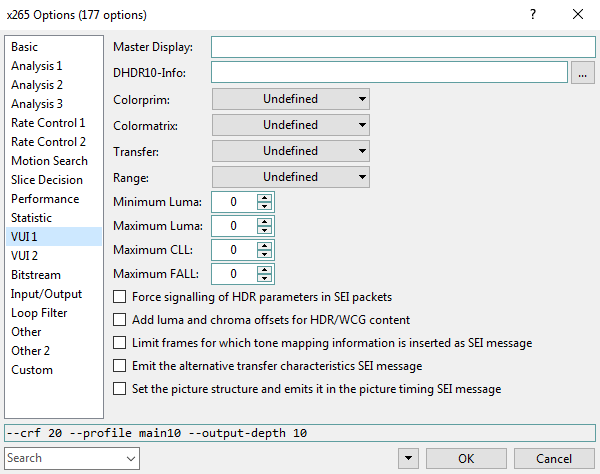 x265 Options (177 options)
Basic
Analysis 1
Analysis 2
Analysis 3
Rate Control 1
Rate Control 2
Motion Search
Slice Decision
Performance
Statistic
VUI 1
VUI 2
Bitstream
Input/Output
Loop Filter
Other
Other 2
Custom
Master Display:
DHDR10-Info:
...
Colorprim: Undefined
Colormatrix: Undefined
Transfer: Undefined
Range: Undefined
Minimum Luma: 0
Maximum Luma: 0
Maximum CLL: 0
Maximum FALL: 0
Force signalling of HDR parameters in SEI packets
Add luma and chroma offsets for HDR/WCG content
Limit frames for which tone mapping information is inserted as SEI message
Emit the alternative transfer characteristics SEI message
Set the picture structure and emits it in the picture timing SEI message
--crf 20 --profile main10 --output-depth 10
Search
OK
Cancel